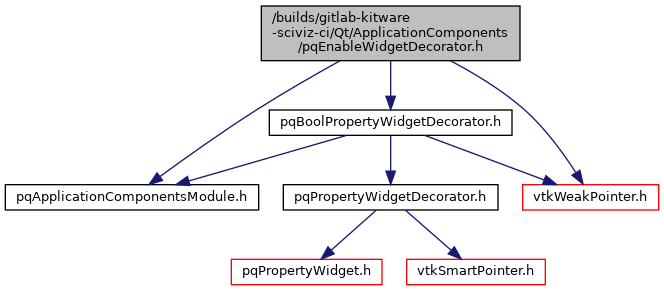 /builds/gitlab-kitware
-sciviz-ci/Qt/ApplicationComponents
/pqEnableWidgetDecorator.h
pqBoolPropertyWidgetDecorator.h
pqApplicationComponentsModule.h
pqPropertyWidgetDecorator.h
vtkWeakPointer.h
pqPropertyWidget.h
vtkSmartPointer.h